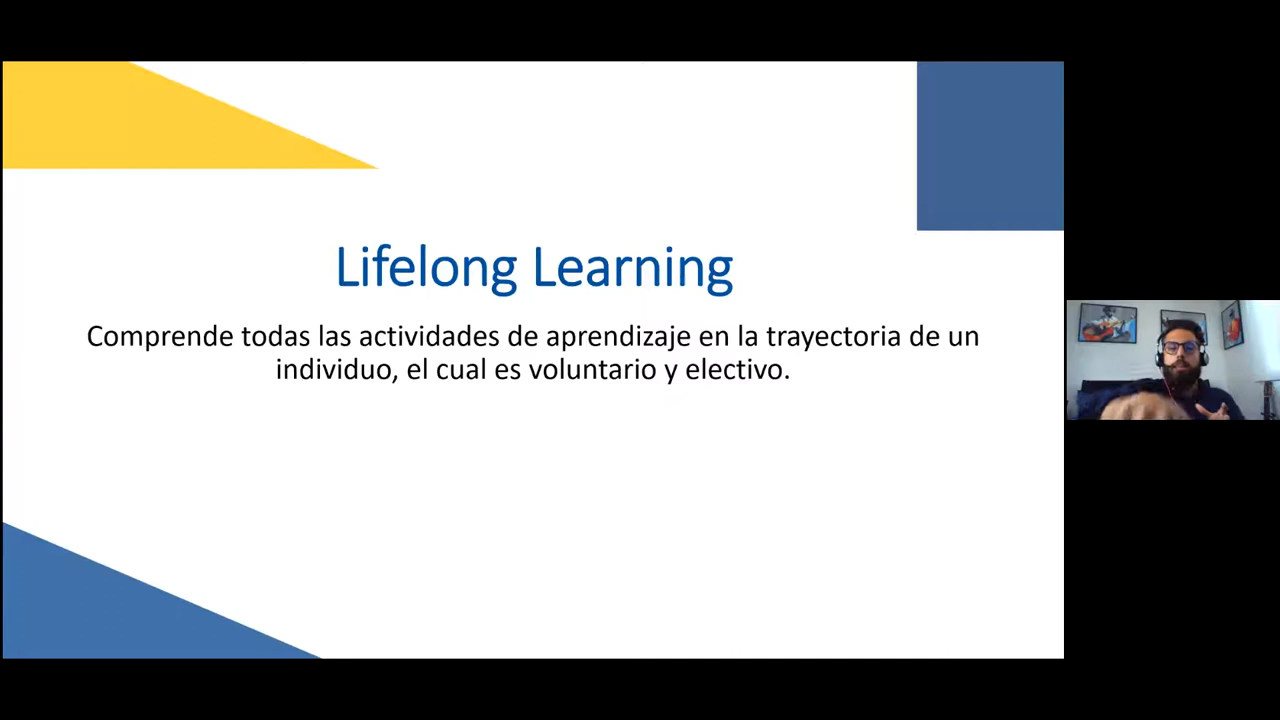 Lifelong Learning
Comprende todas las actividades de aprendizaje en la trayectoria de un
individuo, el cual es voluntario y electivo.